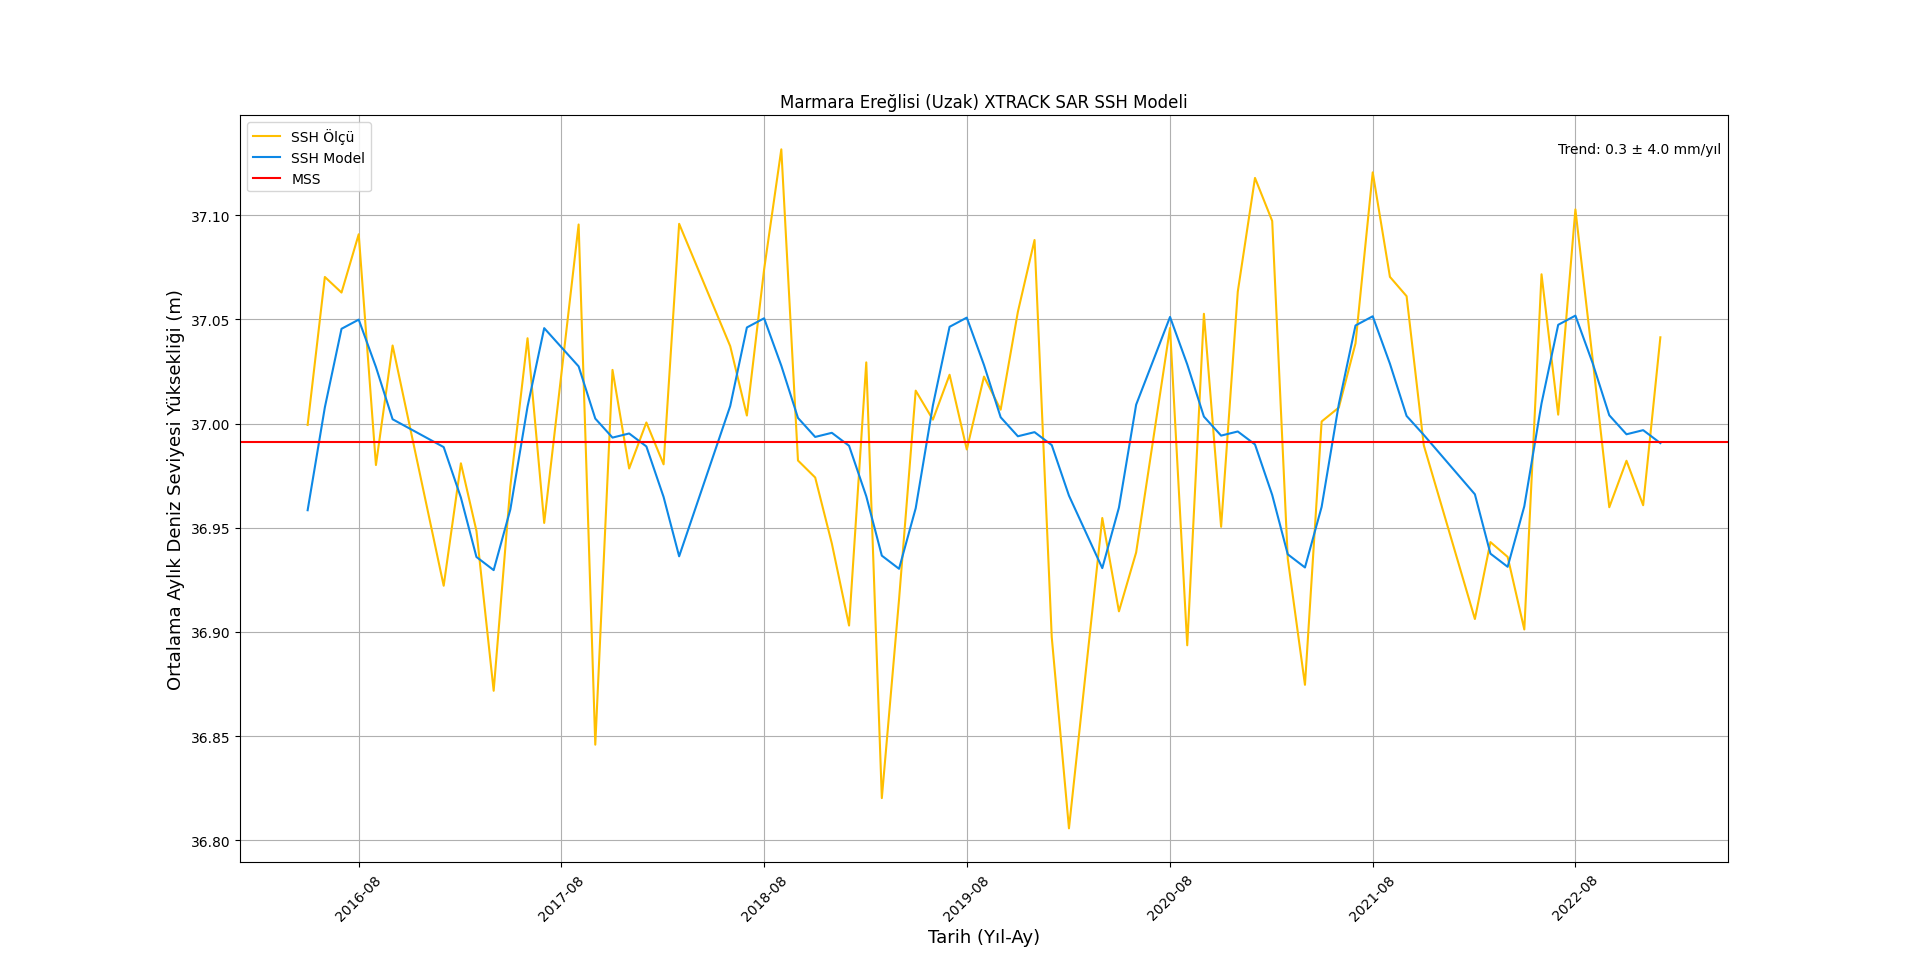 Marmara Ereğlisi (Uzak) XTRACK SAR SSH Modeli
SSH Ölçü
SSH Model
MSS
Trend: 0.3 ± 4.0 mm/yıl
Ortalama Aylık Deniz Seviyesi Yüksekliği (m)
37.10
37.05
37.00
36.95
36.90
36.85
36.80
2016-08
2017-08
2018-08
2019-08
2020-08
2021-08
2022-08
Tarih (Yıl-Ay)